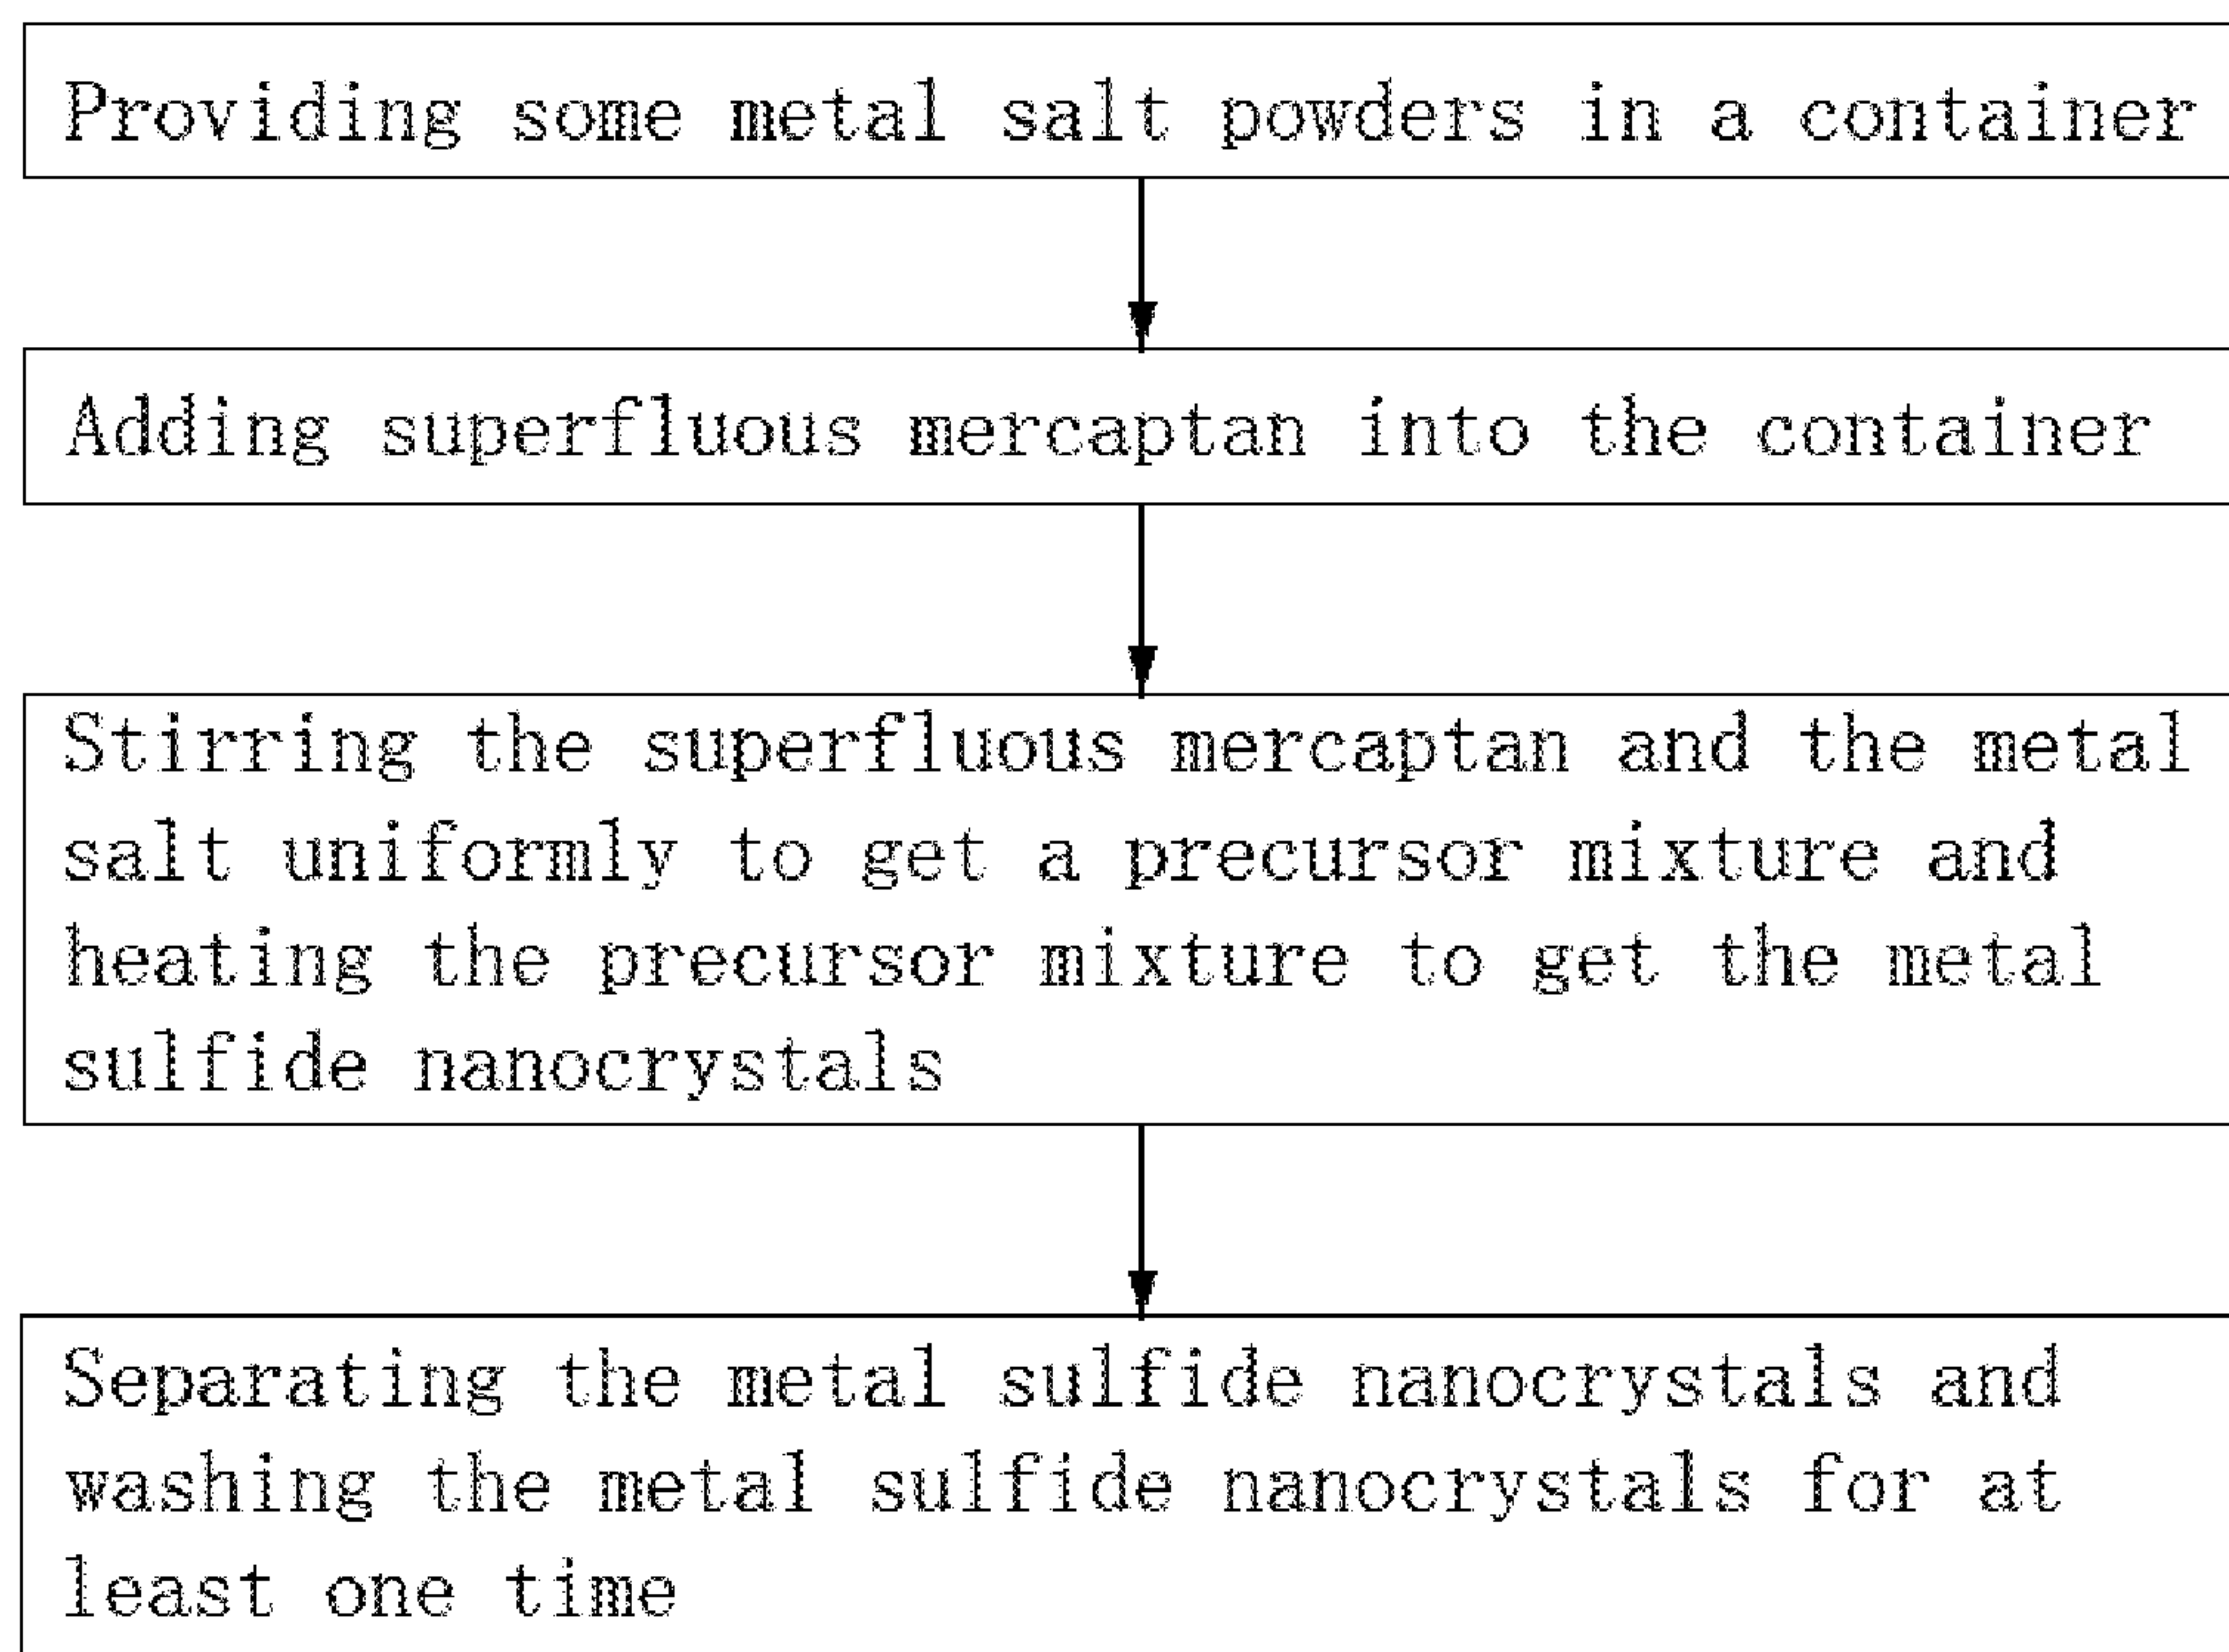 Providing some metal salt powders in a container
Adding superfluous mercaptan into the container
Stirring the superfluous mercaptan and the metal
salt uniformly to get a precursor mixture and
heating the precursor mixture to get the metal
sulfide nanocrystals
Separating the metal sulfide nanocrystals and
washing the metal sulfide nanocrystals for at
least one time